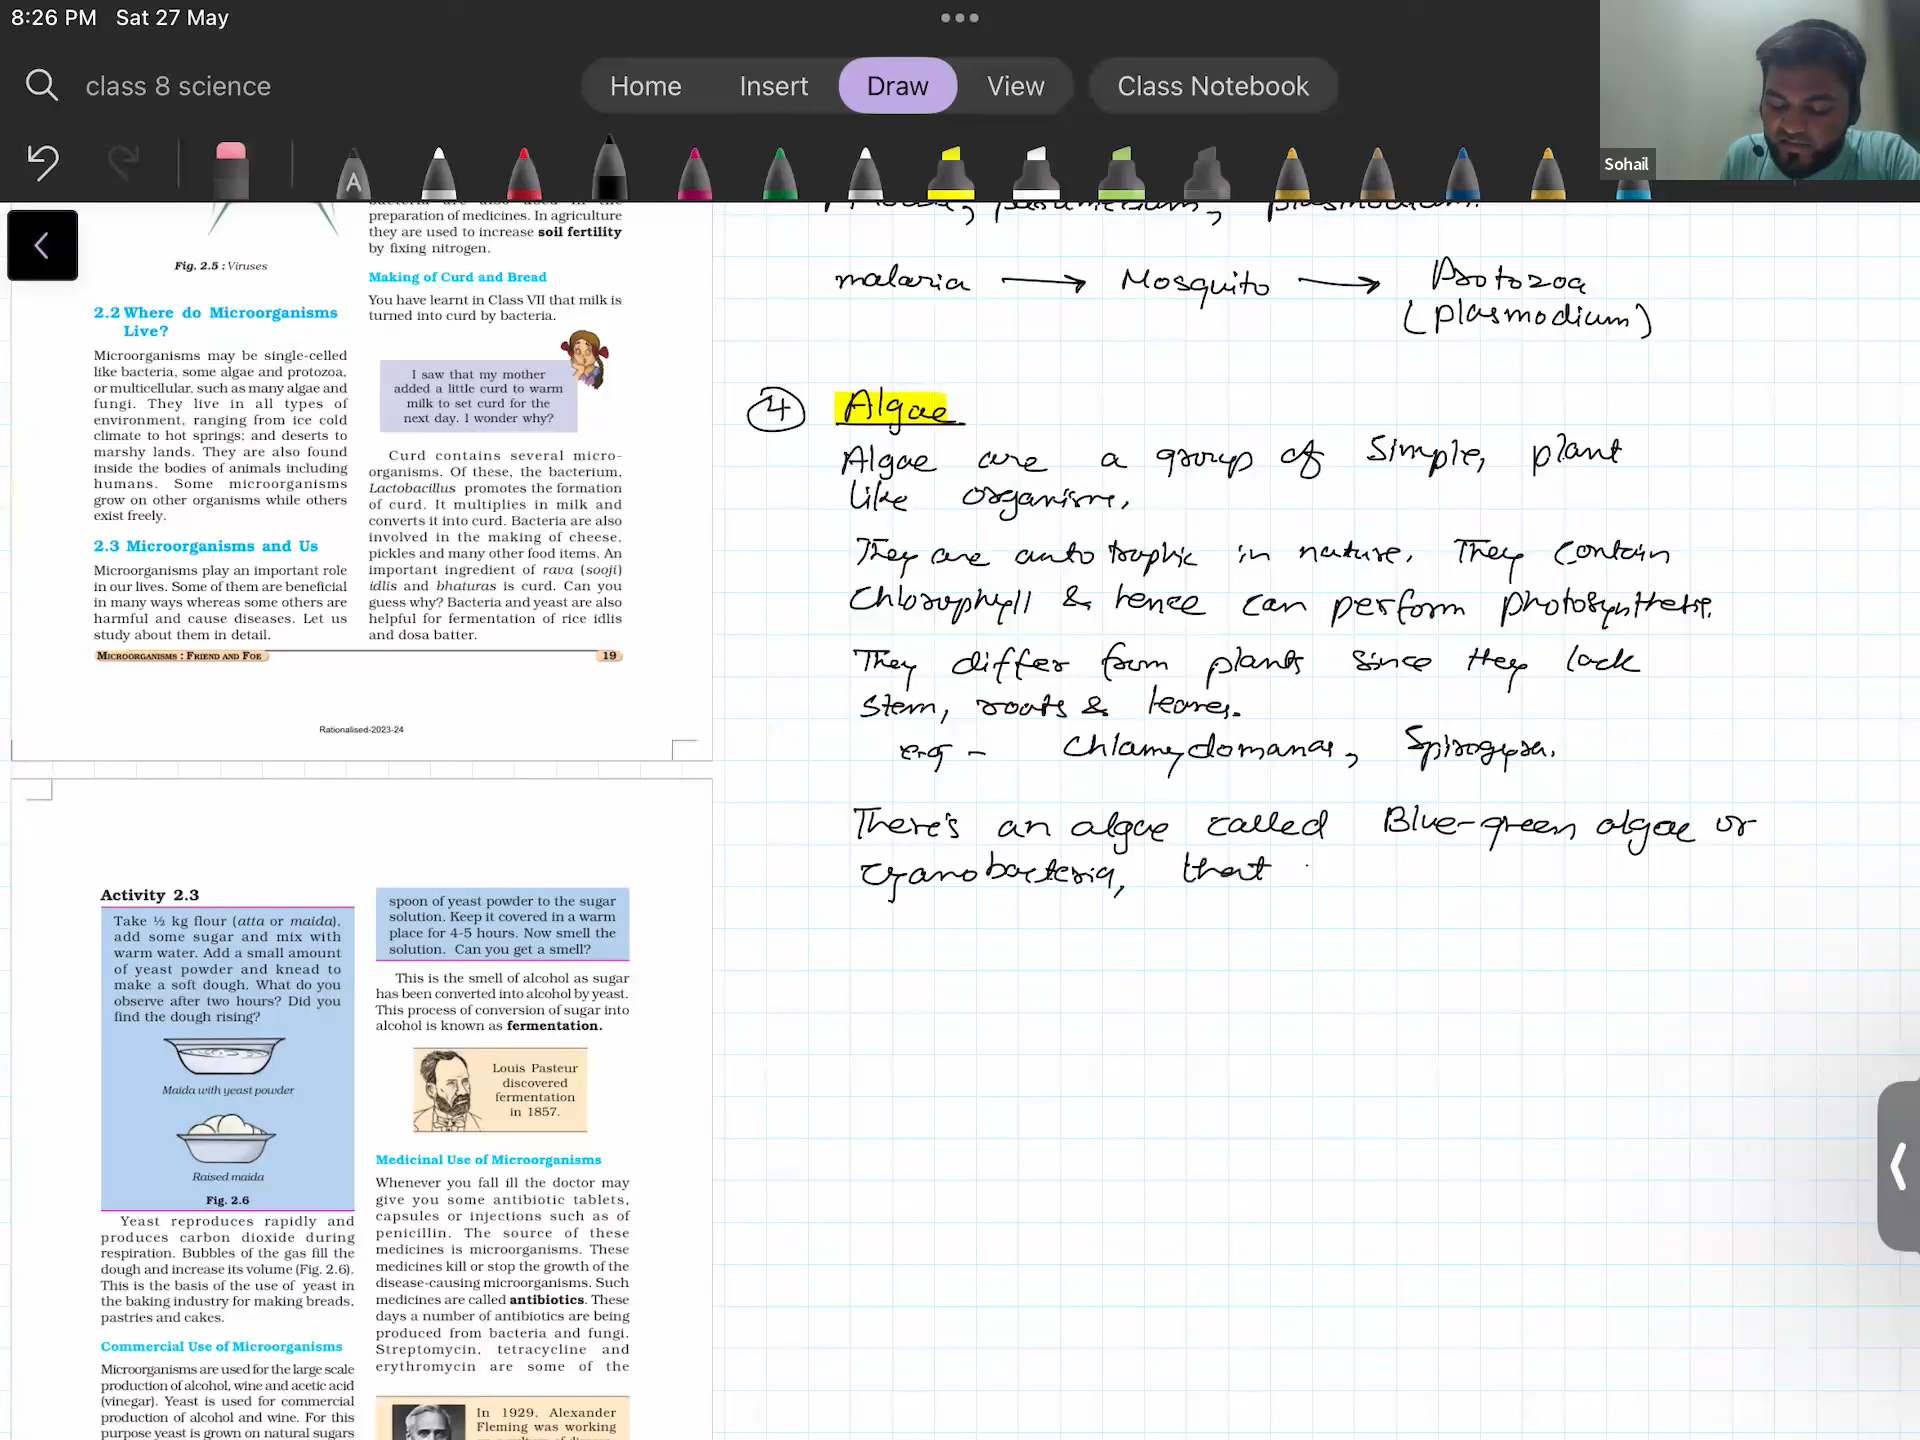 8:26 PM Sat 27 May
class 8 science
Home Insert Draw View Class Notebook
Sohail
A
preparation of medicines. In agriculture
they are used to increase soil fertility
by fixing nitrogen.
Fig. 2.5 : Viruses
2.2 Where do Microorganisms
Live?
Microorganisms may be single-celled
like bacteria, some algae and protozoa,
or multicellular, such as many algae and
fungi. They live in all types of
environment, ranging from ice cold
climate to hot springs; and deserts to
marshy lands. They are also found
inside the bodies of animals including
humans. Some microorganisms
grow on other organisms while others
exist freely.
2.3 Microorganisms and Us
Microorganisms play an important role
in our lives. Some of them are beneficial
in many ways whereas some others are
harmful and cause diseases. Let us
study about them in detail.
Making of Curd and Bread
You have learnt in Class VII that milk is
turned into curd by bacteria.
I saw that my mother
added a little curd to warm
milk to set curd for the
next day. I wonder why?
Curd contains several micro-
organisms. Of these, the bacterium,
Lactobacillus promotes the formation
of curd. It multiplies in milk and
converts it into curd. Bacteria are also
involved in the making of cheese,
pickles and many other food items. An
important ingredient of rava (sooji)
idlis and bhaturas is curd. Can you
guess why? Bacteria and yeast are also
helpful for fermentation of rice idlis
and dosa batter.
MICROORGANISMS : FRIEND AND FOE
19
Rationalised-2023-24
Activity 2.3
Take ½ kg flour (atta or maida),
add some sugar and mix with
warm water. Add a small amount
of yeast powder and knead to
make a soft dough. What do you
observe after two hours? Did you
find the dough rising?
Maida with yeast powder
Raised maida
Fig. 2.6
Yeast reproduces rapidly and
produces carbon dioxide during
respiration. Bubbles of the gas fill the
dough and increase its volume (Fig. 2.6).
This is the basis of the use of yeast in
the baking industry for making breads,
pastries and cakes.
Commercial Use of Microorganisms
Microorganisms are used for the large scale
production of alcohol, wine and acetic acid
(vinegar). Yeast is used for commercial
production of alcohol and wine. For this
purpose yeast is grown on natural sugars
spoon of yeast powder to the sugar
solution. Keep it covered in a warm
place for 4-5 hours. Now smell the
solution. Can you get a smell?
This is the smell of alcohol as sugar
has been converted into alcohol by yeast.
This process of conversion of sugar into
alcohol is known as fermentation.
Louis Pasteur
discovered
fermentation
in 1857.
Medicinal Use of Microorganisms
Whenever you fall ill the doctor may
give you some antibiotic tablets,
capsules or injections such as of
penicillin. The source of these
medicines is microorganisms. These
medicines kill or stop the growth of the
disease-causing microorganisms. Such
medicines are called antibiotics. These
days a number of antibiotics are being
produced from bacteria and fungi.
Streptomycin, tetracycline and
erythromycin are some of the
In 1929, Alexander
Fleming was working
paramecium, plasmodium.
malaria → Mosquito → Protozoa
(plasmodium)
4 Algae
Algae are a group of simple, plant
like organism.
They are auto trophic in nature. They contain
Chlorophyll & hence can perform photosynthesis.
They differ from plants since they lack
stem, roots & leaves.
e.g - Chlamydomanas, Spirogyra.
There's an algae called Blue-green algae or
cyanobacteria, that